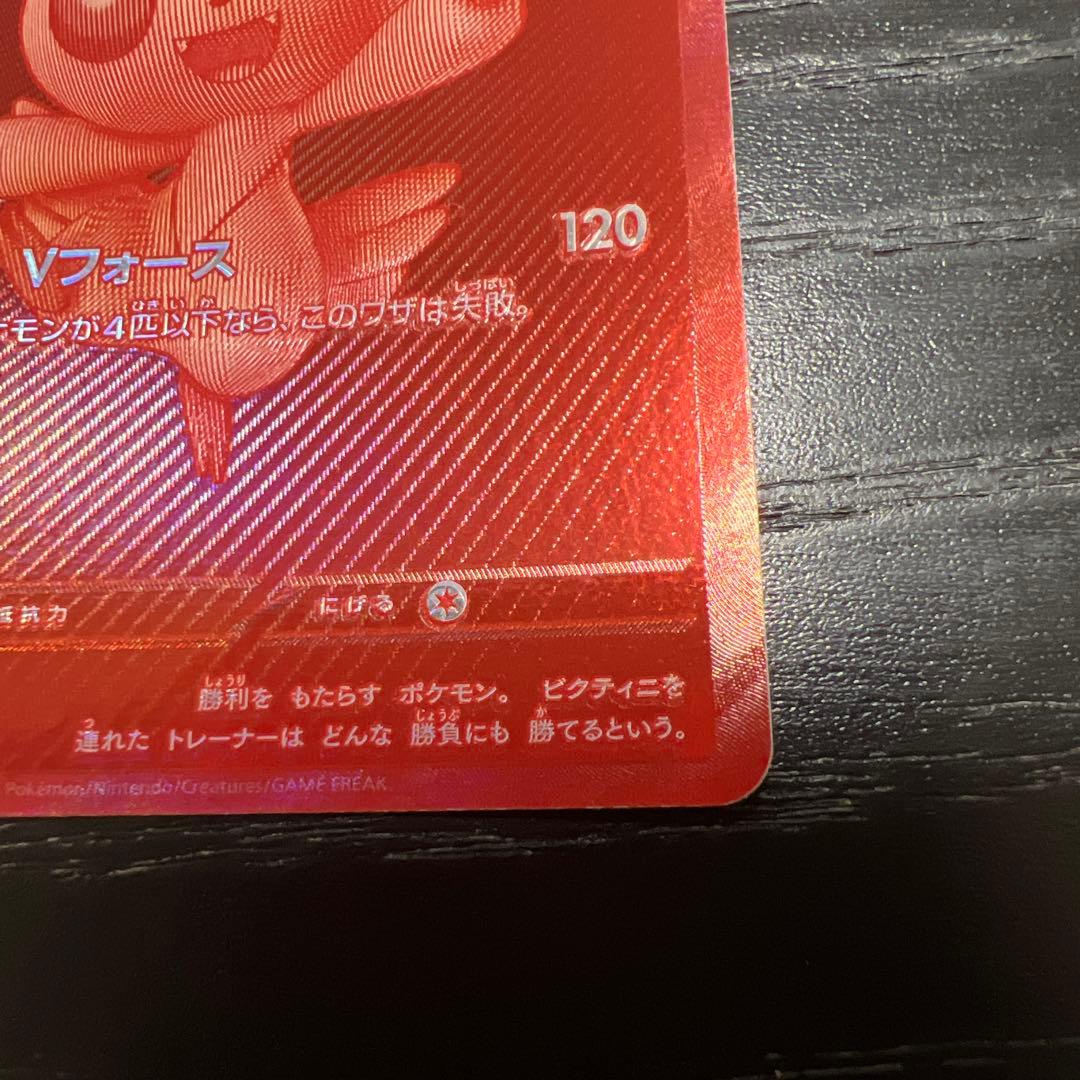 Vフォース 120
モンが4匹以下なら、このワザは失敗。
抵抗力 にげる
勝利を もたらす ポケモン。 ビクティニを
連れた トレーナーは どんな 勝負にも 勝てるという。
Pokémon/Nintendo/Creatures/GAME FREAK